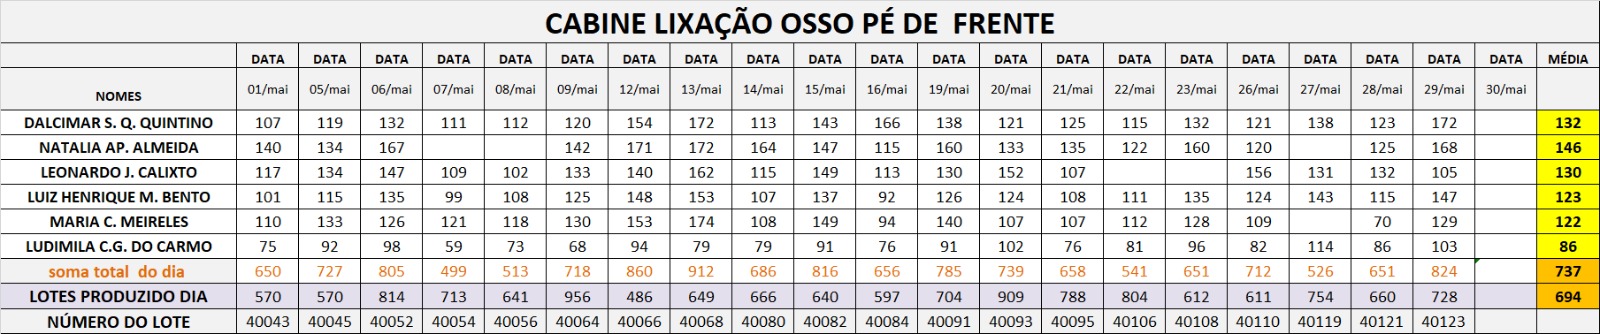 CABINE LIXAÇÃO OSSO PÉ DE FRENTE
DATA DATA DATA DATA DATA DATA DATA DATA DATA DATA DATA DATA DATA DATA DATA DATA DATA DATA DATA DATA DATA MÉDIA
NOMES 01/mai 05/mai 06/mai 07/mai 08/mai 09/mai 12/mai 13/mai 14/mai 15/mai 16/mai 19/mai 20/mai 21/mai 22/mai 23/mai 26/mai 27/mai 28/mai 29/mai 30/mai
DALCIMAR S. Q. QUINTINO 107 119 132 111 112 120 154 172 113 143 166 138 121 125 115 132 121 138 123 172 132
NATALIA AP. ALMEIDA 140 134 167 142 171 172 164 147 115 160 133 135 122 160 120 125 168 146
LEONARDO J. CALIXTO 117 134 147 109 102 133 140 162 115 149 113 130 152 107 156 131 132 105 130
LUIZ HENRIQUE M. BENTO 101 115 135 99 108 125 148 153 107 137 92 126 124 108 111 135 124 143 115 147 123
MARIA C. MEIRELES 110 133 126 121 118 130 153 174 108 149 94 140 107 107 112 128 109 70 129 122
LUDIMILA C.G. DO CARMO 75 92 98 59 73 68 94 79 79 91 76 91 102 76 81 96 82 114 86 103 86
soma total do dia 650 727 805 499 513 718 860 912 686 816 656 785 739 658 541 651 712 526 651 824 737
LOTES PRODUZIDO DIA 570 570 814 713 641 956 486 649 666 640 597 704 909 788 804 612 611 754 660 728 694
NÚMERO DO LOTE 40043 40045 40052 40054 40056 40064 40066 40068 40080 40082 40084 40091 40093 40095 40106 40108 40110 40119 40121 40123